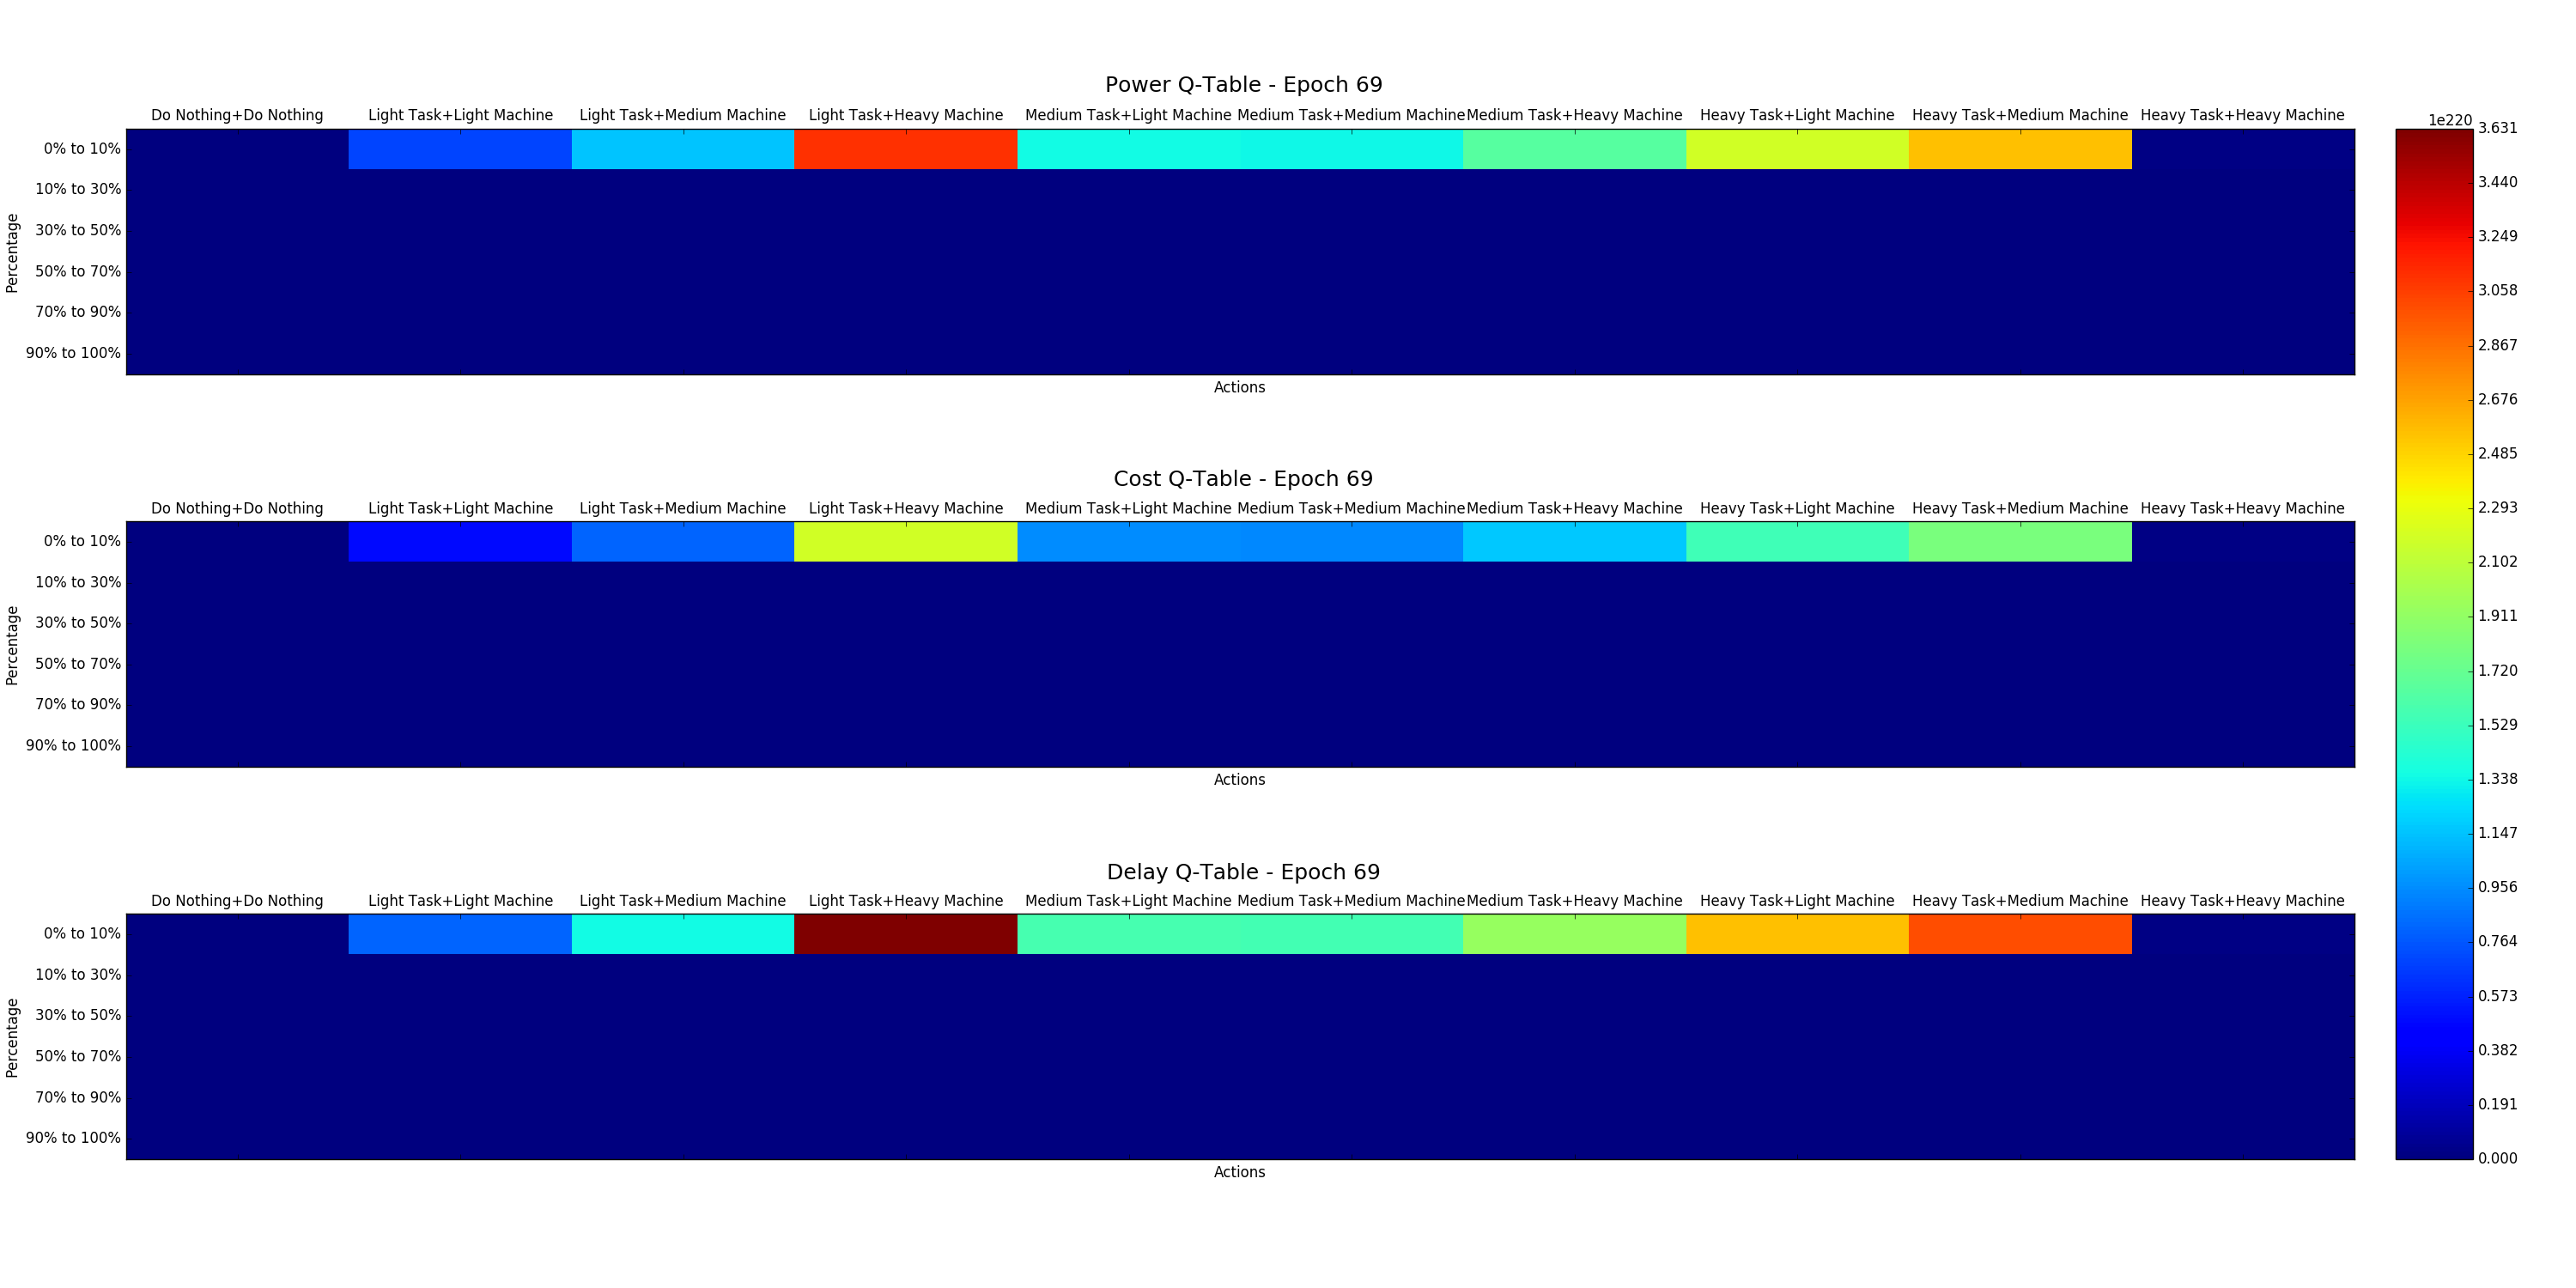 Power Q-Table - Epoch 69
Do Nothing+Do Nothing Light Task+Light Machine Light Task+Medium Machine Light Task+Heavy Machine Medium Task+Light Machine Medium Task+Medium Machine Medium Task+Heavy Machine Heavy Task+Light Machine Heavy Task+Medium Machine Heavy Task+Heavy Machine
Percentage
0% to 10%
10% to 30%
30% to 50%
50% to 70%
70% to 90%
90% to 100%
Actions
Cost Q-Table - Epoch 69
Do Nothing+Do Nothing Light Task+Light Machine Light Task+Medium Machine Light Task+Heavy Machine Medium Task+Light Machine Medium Task+Medium Machine Medium Task+Heavy Machine Heavy Task+Light Machine Heavy Task+Medium Machine Heavy Task+Heavy Machine
Percentage
0% to 10%
10% to 30%
30% to 50%
50% to 70%
70% to 90%
90% to 100%
Actions
Delay Q-Table - Epoch 69
Do Nothing+Do Nothing Light Task+Light Machine Light Task+Medium Machine Light Task+Heavy Machine Medium Task+Light Machine Medium Task+Medium Machine Medium Task+Heavy Machine Heavy Task+Light Machine Heavy Task+Medium Machine Heavy Task+Heavy Machine
Percentage
0% to 10%
10% to 30%
30% to 50%
50% to 70%
70% to 90%
90% to 100%
Actions
1e220
3.631
3.440
3.249
3.058
2.867
2.676
2.485
2.293
2.102
1.911
1.720
1.529
1.338
1.147
0.956
0.764
0.573
0.382
0.191
0.000